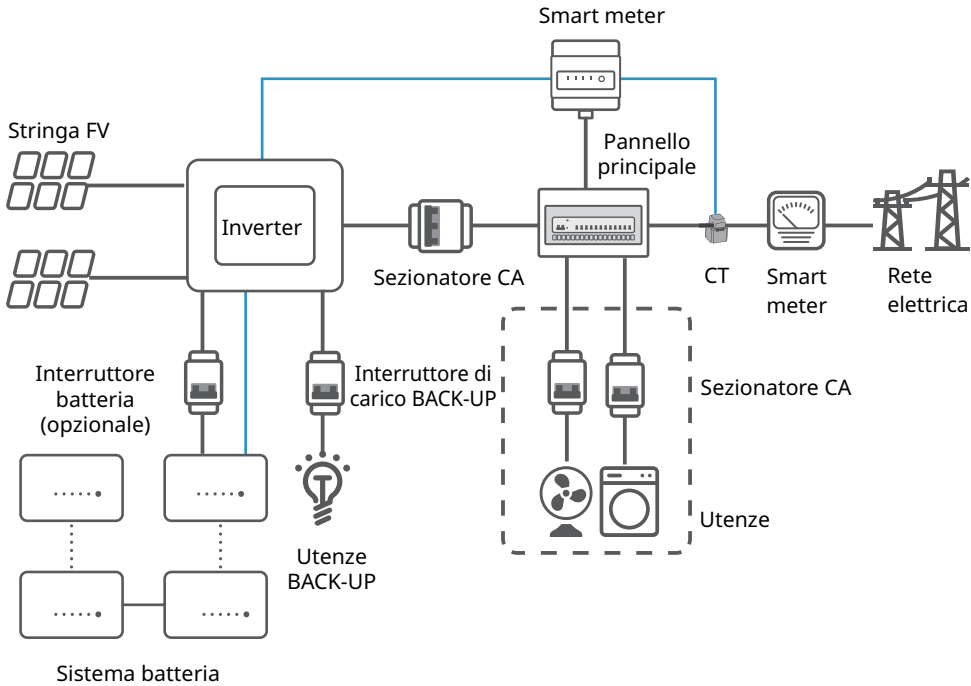 Smart meter
Stringa FV
Pannello
principale
Inverter
Sezionatore CA
CT
Smart
meter
Rete
elettrica
Interruttore
batteria
(opzionale)
Interruttore di
carico BACK-UP
Sezionatore CA
Utenze
Utenze
BACK-UP
Sistema batteria